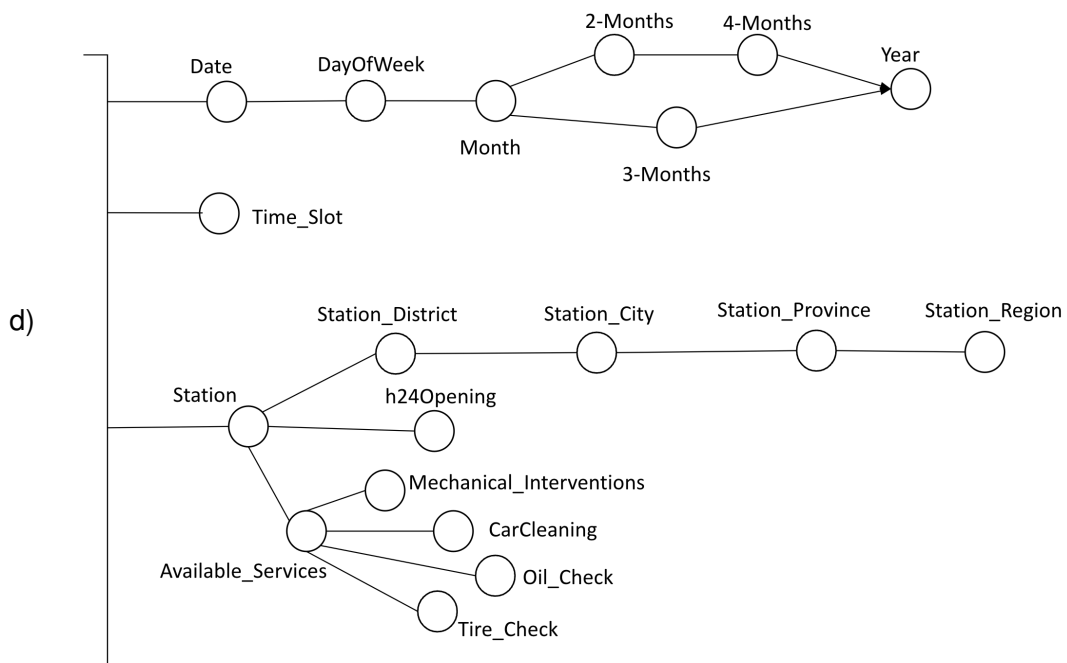 2-Months
4-Months
Date
DayOfWeek
Year
Month
3-Months
Time_Slot
d)
Station_District
Station_City
Station_Province
Station_Region
Station
h24Opening
Mechanical_Interventions
CarCleaning
Available_Services
Oil_Check
Tire_Check